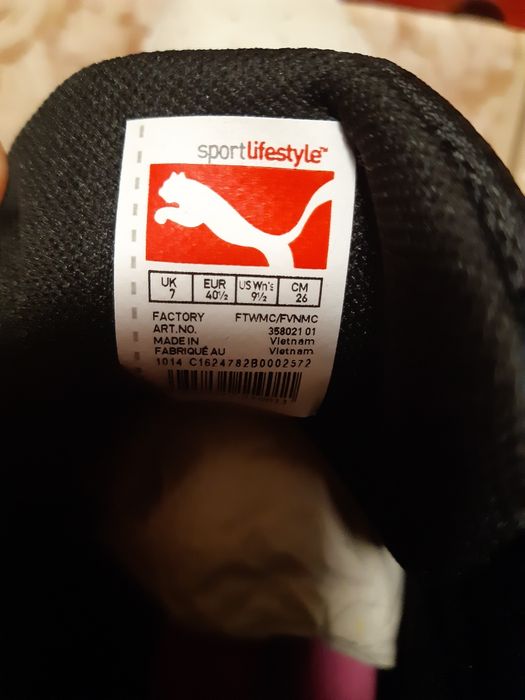 sportlifestyle™
UK EUR US Wn's CM
7 40½ 9½ 26
FACTORY FTWMC/FVNMC
ART.NO. 358021 01
MADE IN Vietnam
FABRIQUÉ AU Vietnam
1014 C1624782B0002572